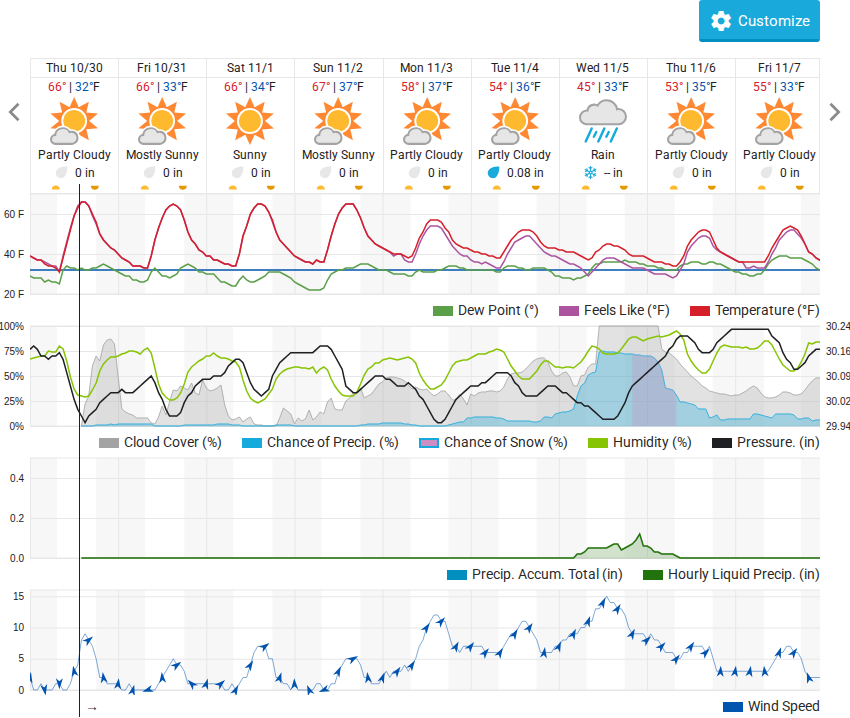 Customize
Thu 10/30 Fri 10/31 Sat 11/1 Sun 11/2 Mon 11/3 Tue 11/4 Wed 11/5 Thu 11/6 Fri 11/7
66° | 32°F 66° | 33°F 66° | 34°F 67° | 37°F 58° | 37°F 54° | 36°F 45° | 33°F 53° | 35°F 55° | 33°F
Partly Cloudy Mostly Sunny Sunny Mostly Sunny Partly Cloudy Partly Cloudy Rain Partly Cloudy Partly Cloudy
0 in 0 in 0 in 0 in 0 in 0.08 in -- in 0 in 0 in
60 F
40 F
20 F
Dew Point (°) Feels Like (°F) Temperature (°F)
100% 30.24
75% 30.16
50% 30.09
25% 30.02
0% 29.94
Cloud Cover (%) Chance of Precip. (%) Chance of Snow (%) Humidity (%) Pressure. (in)
0.4
0.2
0.0
Precip. Accum. Total (in) Hourly Liquid Precip. (in)
15
10
5
0
→ Wind Speed